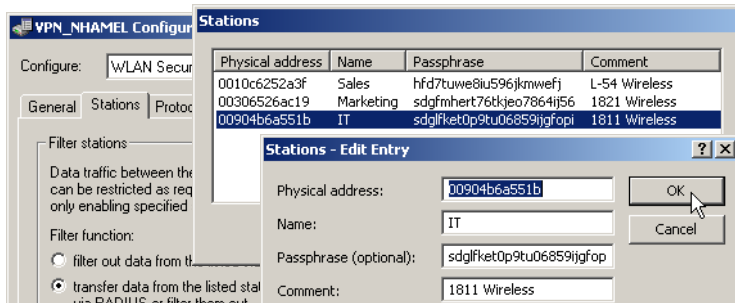 VPN_NHAMEL Configur
Configure: WLAN Secur
General Stations Protoc
Filter stations
Data traffic between the
can be restricted as req
only enabling specified
Filter function:
filter out data from th
transfer data from the listed stat
via RADIUS or filter them out
Stations
Physical address Name Passphrase Comment
0010c6252a3f Sales hfd7tuwe8iu596jkmwefj L-54 Wireless
00306526ac19 Marketing sdgfmhert76tkjeo7864ij56 1821 Wireless
00904b6a551b IT sdglfket0p9tu06859ijgfopi 1811 Wireless
Stations - Edit Entry
Physical address: 00904b6a551b OK
Name: IT Cancel
Passphrase (optional): sdglfket0p9tu06859ijgfop
Comment: 1811 Wireless